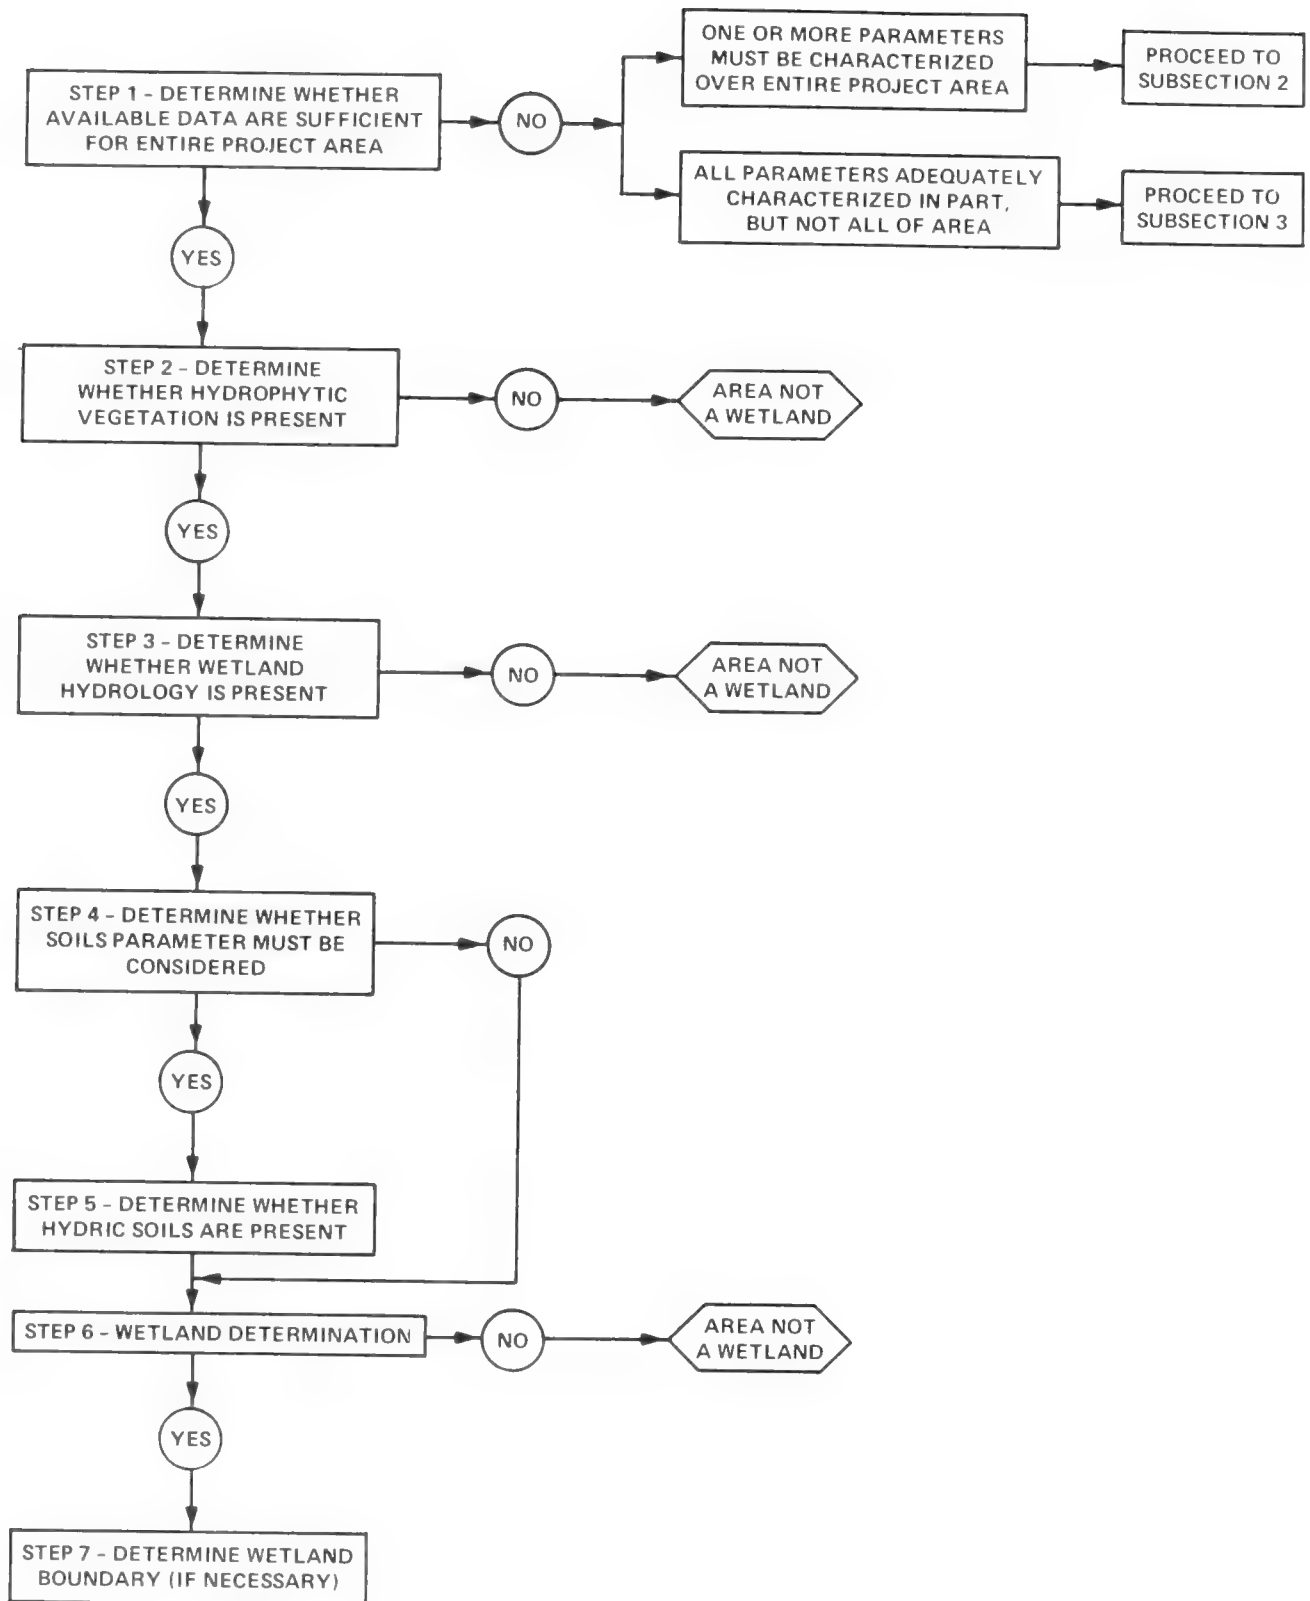 ONE OR MORE PARAMETERS
MUST BE CHARACTERIZED
OVER ENTIRE PROJECT AREA
PROCEED TO
SUBSECTION 2
STEP 1 - DETERMINE WHETHER
AVAILABLE DATA ARE SUFFICIENT
FOR ENTIRE PROJECT AREA
NO
ALL PARAMETERS ADEQUATELY
CHARACTERIZED IN PART,
BUT NOT ALL OF AREA
PROCEED TO
SUBSECTION 3
YES
STEP 2 - DETERMINE
WHETHER HYDROPHYTIC
VEGETATION IS PRESENT
NO
AREA NOT
A WETLAND
YES
STEP 3 - DETERMINE
WHETHER WETLAND
HYDROLOGY IS PRESENT
NO
AREA NOT
A WETLAND
YES
STEP 4 - DETERMINE WHETHER
SOILS PARAMETER MUST BE
CONSIDERED
NO
YES
STEP 5 - DETERMINE WHETHER
HYDRIC SOILS ARE PRESENT
STEP 6 - WETLAND DETERMINATION
NO
AREA NOT
A WETLAND
YES
STEP 7 - DETERMINE WETLAND
BOUNDARY (IF NECESSARY)